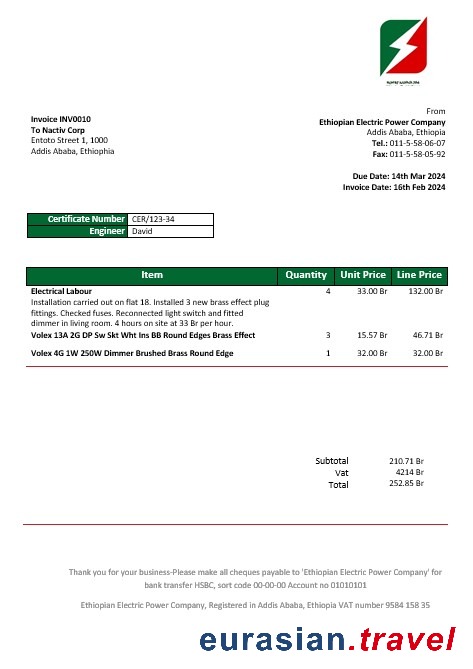 From
Ethiopian Electric Power Company
Addis Ababa, Ethiopia
Tel.: 011-5-58-06-07
Fax: 011-5-58-05-92
Invoice INV0010
To Nactiv Corp
Entoto Street 1, 1000
Addis Ababa, Ethiophia
Due Date: 14th Mar 2024
Invoice Date: 16th Feb 2024
Certificate Number CER/123-34
Engineer David
Item Quantity Unit Price Line Price
Electrical Labour 4 33.00 Br 132.00 Br
Installation carried out on flat 18. Installed 3 new brass effect plug
fittings. Checked fuses. Reconnected light switch and fitted
dimmer in living room. 4 hours on site at 33 Br per hour.
Volex 13A 2G DP Sw Skt Wht Ins BB Round Edges Brass Effect 3 15.57 Br 46.71 Br
Volex 4G 1W 250W Dimmer Brushed Brass Round Edge 1 32.00 Br 32.00 Br
Subtotal 210.71 Br
Vat 4214 Br
Total 252.85 Br
Thank you for your business-Please make all cheques payable to 'Ethiopian Electric Power Company' for
bank transfer HSBC, sort code 00-00-00 Account no 01010101
Ethiopian Electric Power Company, Registered in Addis Ababa, Ethiopia VAT number 9584 158 35
eurasian.travel